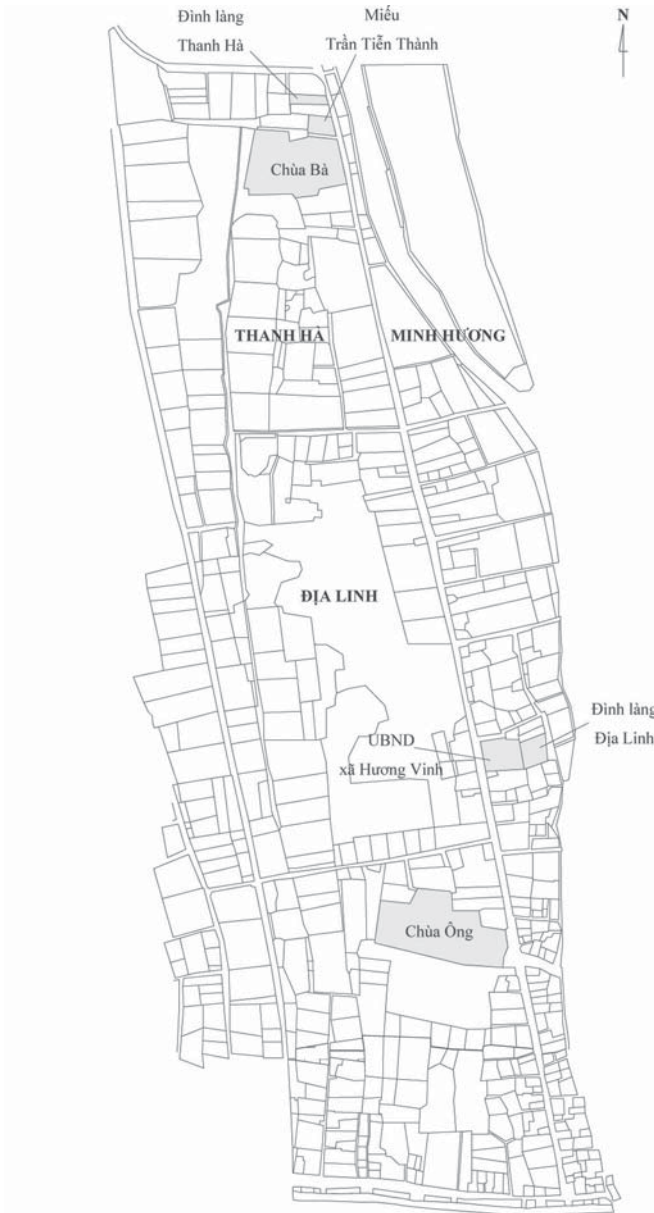 Đình làng
Thanh Hà
Miếu
Trần Tiễn Thành
N
Chùa Bà
THANH HÀ
MINH HƯƠNG
ĐỊA LINH
Đình làng
Địa Linh
UBND
xã Hương Vinh
Chùa Ông